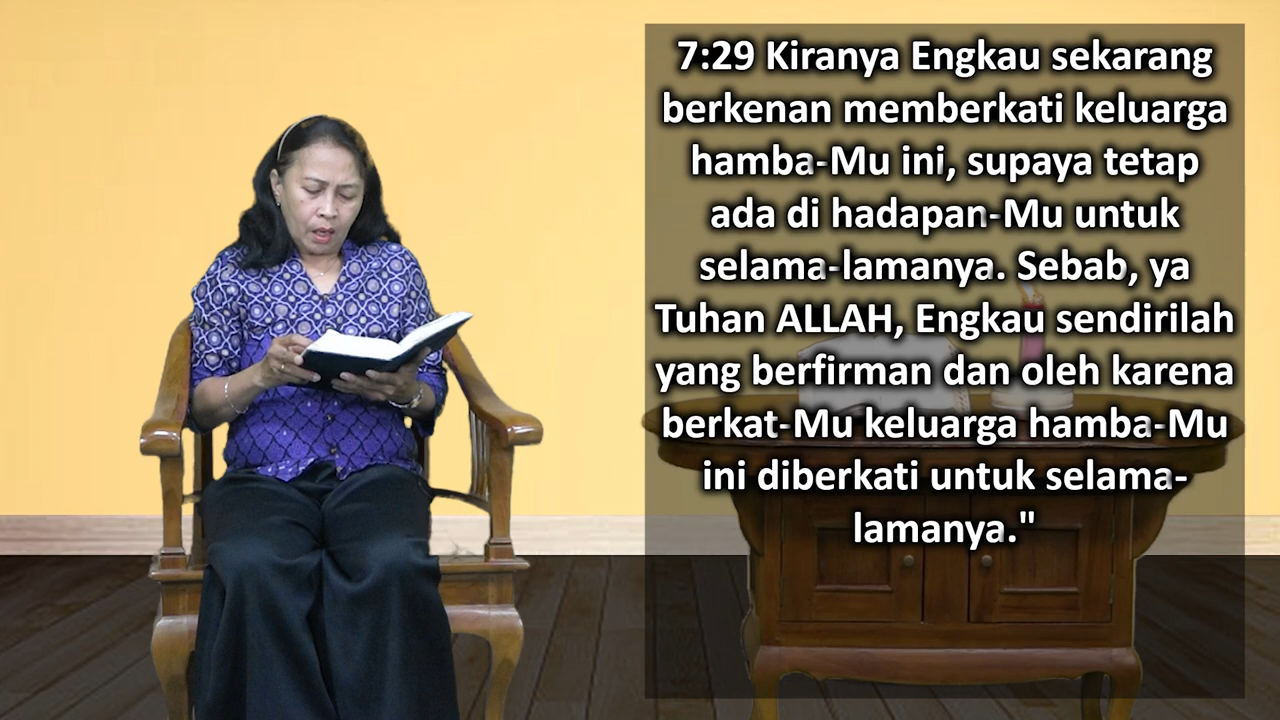 7:29 Kiranya Engkau sekarang
berkenan memberkati keluarga
hamba-Mu ini, supaya tetap
ada di hadapan-Mu untuk
selama-lamanya. Sebab, ya
Tuhan ALLAH, Engkau sendirilah
yang berfirman dan oleh karena
berkat-Mu keluarga hamba-Mu
ini diberkati untuk selama-
lamanya."